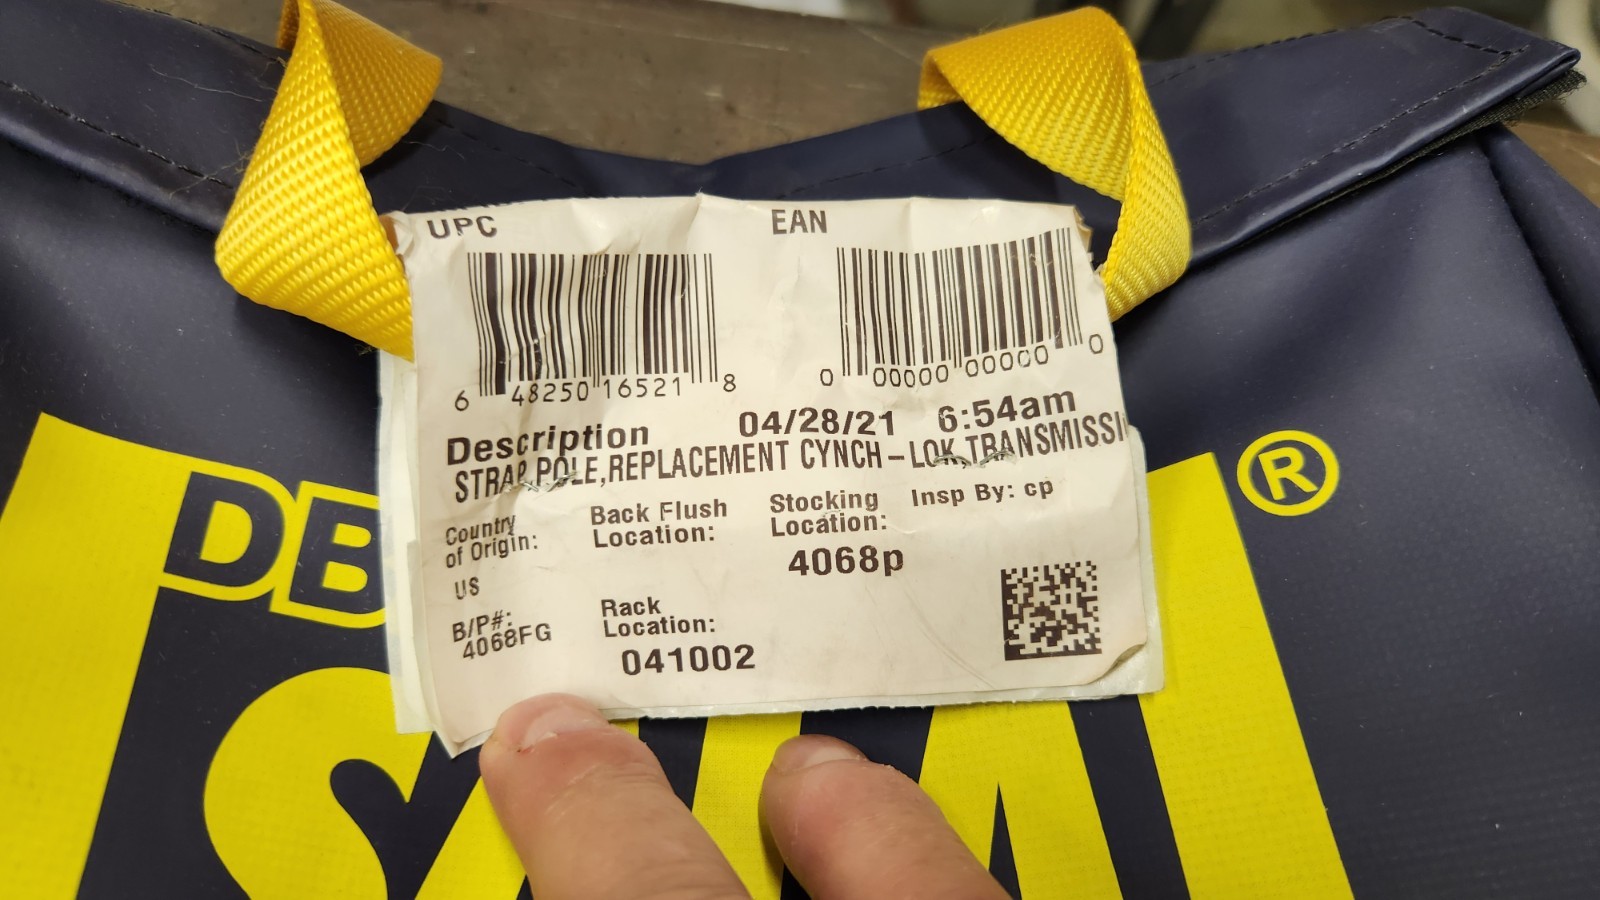 UPC EAN
6 48250 16521 8
0 00000 00000 0
Description 04/28/21 6:54am
STRAP,POLE,REPLACEMENT CYNCH-LOK,TRANSMISSI
Country of Origin:
US
Back Flush Location:
Stocking Location:
4068p
Insp By: cp
B/P#:
4068FG
Rack Location:
041002
DB
®